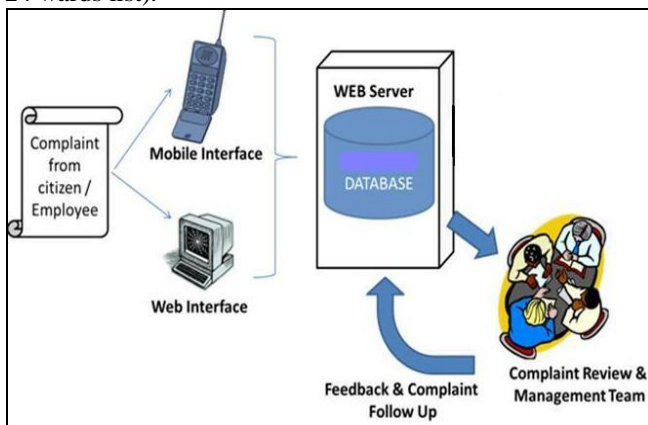 Complaint
from
citizen /
Employee
Mobile Interface
Web Interface
WEB Server
DATABASE
Feedback & Complaint
Follow Up
Complaint Review &
Management Team